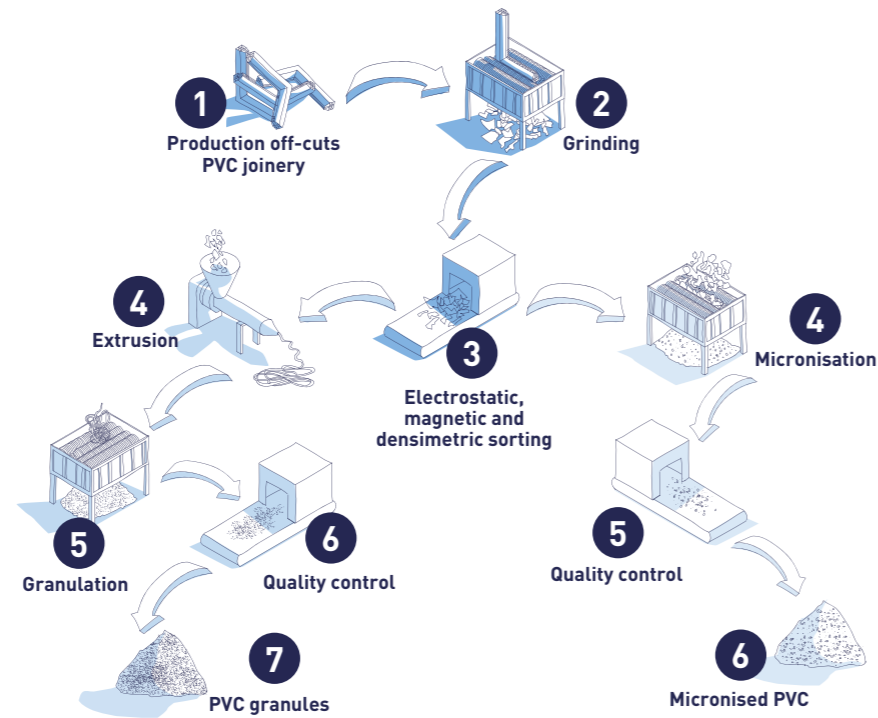 1
Production off-cuts
PVC joinery
2
Grinding
3
Electrostatic,
magnetic and
densimetric sorting
4
Extrusion
5
Granulation
6
Quality control
7
PVC granules
4
Micronisation
5
Quality control
6
Micronised PVC